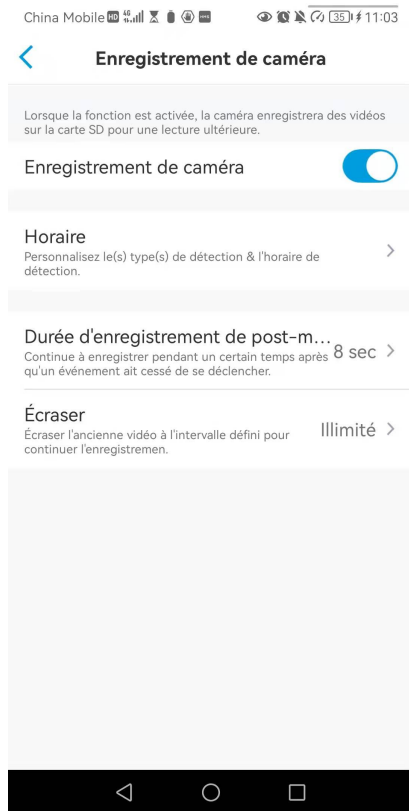 China Mobile HD 4G 35 11:03
Enregistrement de caméra
Lorsque la fonction est activée, la caméra enregistrera des vidéos
sur la carte SD pour une lecture ultérieure.
Enregistrement de caméra
Horaire
Personnalisez le(s) type(s) de détection & l'horaire de
détection.
Durée d'enregistrement de post-m...
8 sec
Continue à enregistrer pendant un certain temps après
qu'un événement ait cessé de se déclencher.
Écraser
Illimité
Écraser l'ancienne vidéo à l'intervalle défini pour
continuer l'enregistremen.